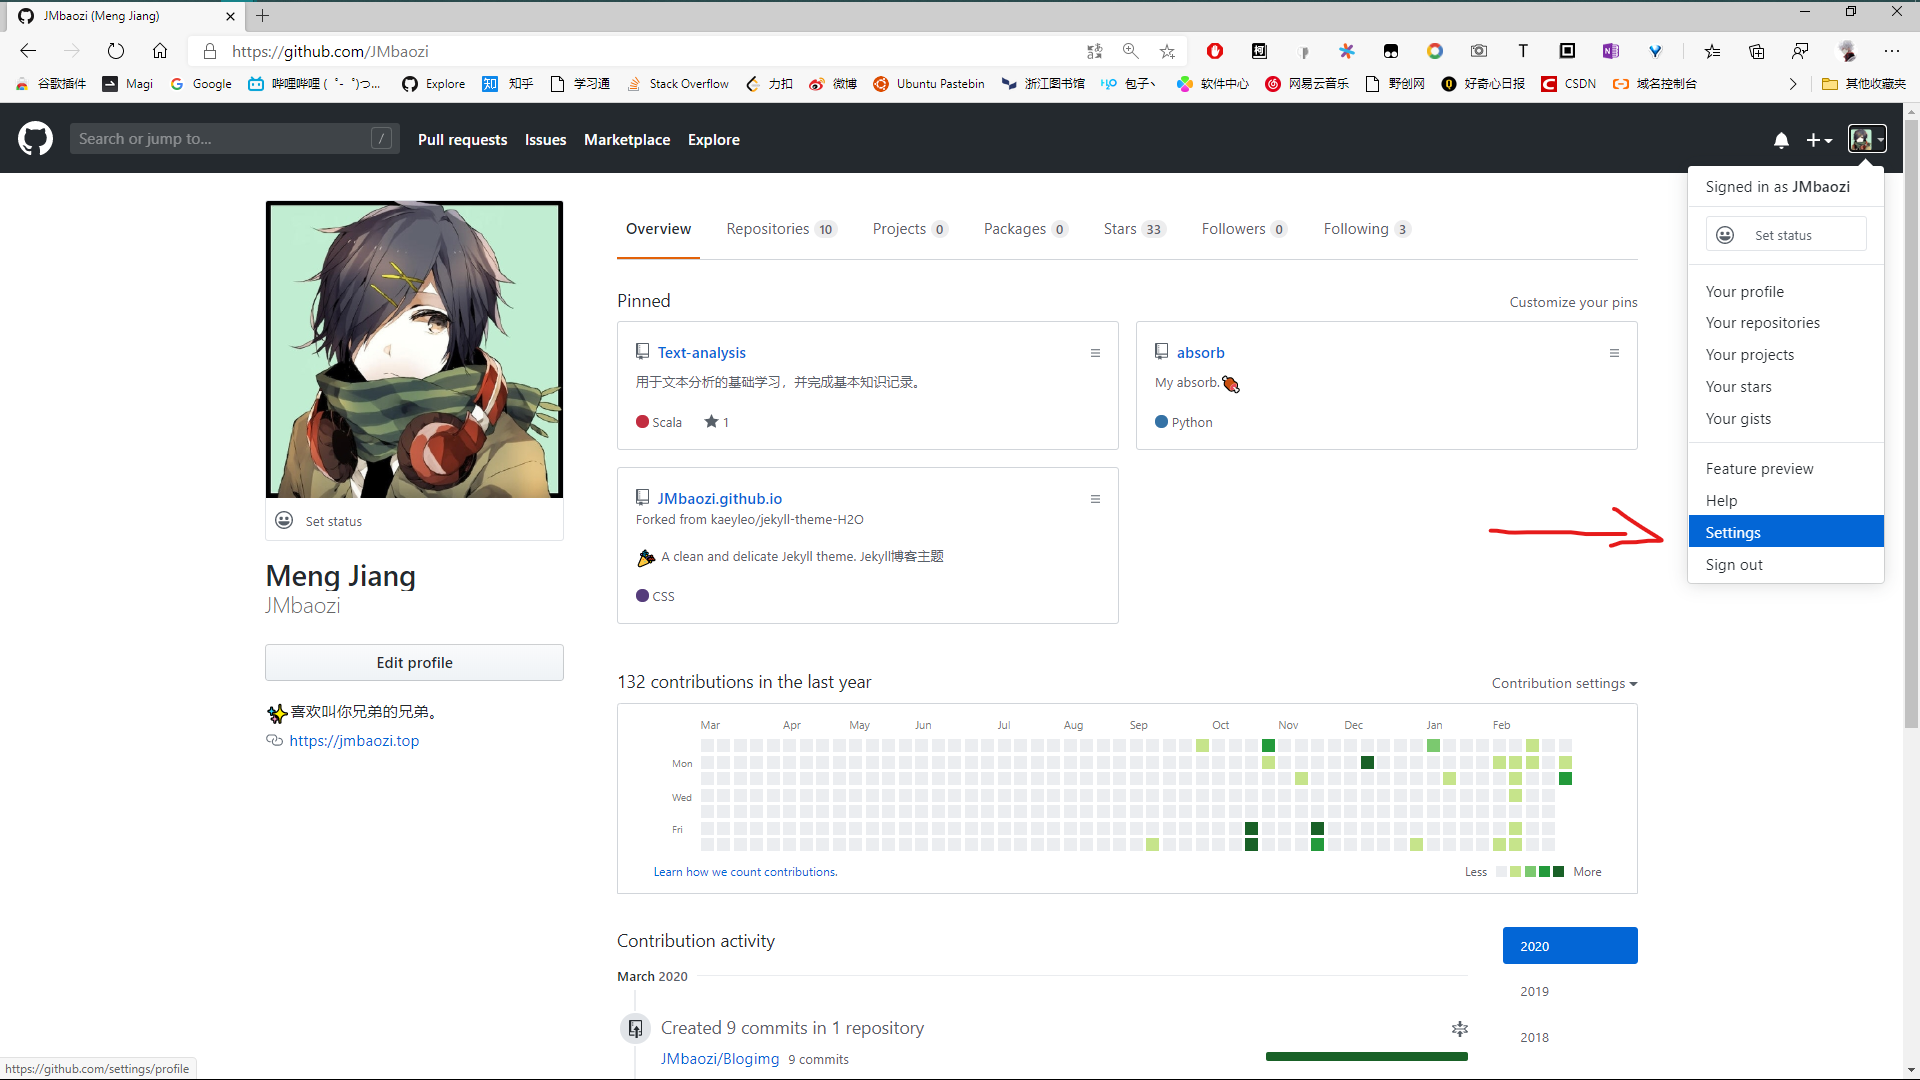 JMbaozi (Meng Jiang)
https://github.com/JMbaozi
谷歌插件 Magi Google 哔哩哔哩 ( ゜- ゜)つ... Explore 知乎 学习通 Stack Overflow 力扣 微博 Ubuntu Pastebin 浙江图书馆 包子丶 软件中心 网易云音乐 野创网 好奇心日报 CSDN 域名控制台 其他收藏夹
Search or jump to... / Pull requests Issues Marketplace Explore
Signed in as JMbaozi
Set status
Your profile
Your repositories
Your projects
Your stars
Your gists
Feature preview
Help
Settings
Sign out
Overview Repositories 10 Projects 0 Packages 0 Stars 33 Followers 0 Following 3
Set status
Meng Jiang
JMbaozi
Edit profile
喜欢叫你兄弟的兄弟。
https://jmbaozi.top
Pinned Customize your pins
Text-analysis
用于文本分析的基础学习，并完成基本知识记录。
Scala 1
absorb
My absorb.
Python
JMbaozi.github.io
Forked from kaeyleo/jekyll-theme-H2O
A clean and delicate Jekyll theme. Jekyll博客主题
CSS
132 contributions in the last year Contribution settings
Mar Apr May Jun Jul Aug Sep Oct Nov Dec Jan Feb
Mon
Wed
Fri
Learn how we count contributions. Less More
Contribution activity
2020
2019
2018
March 2020
Created 9 commits in 1 repository
JMbaozi/Blogimg 9 commits
https://github.com/settings/profile